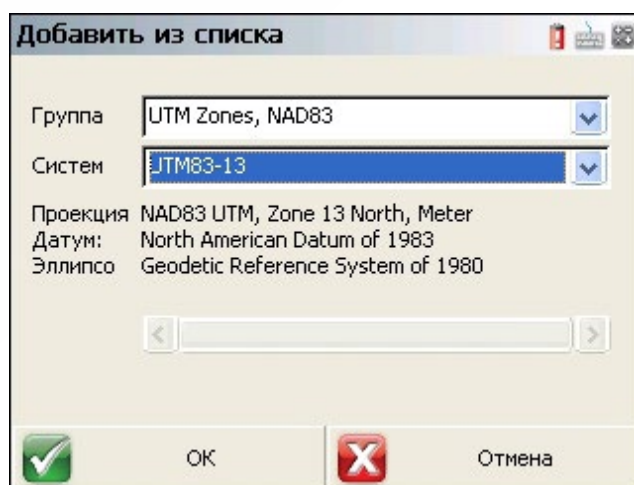 Добавить из списка
Группа UTM Zones, NAD83
Систем UTM83-13
Проекция NAD83 UTM, Zone 13 North, Meter
Датум: North American Datum of 1983
Эллипсо Geodetic Reference System of 1980
OK Отмена